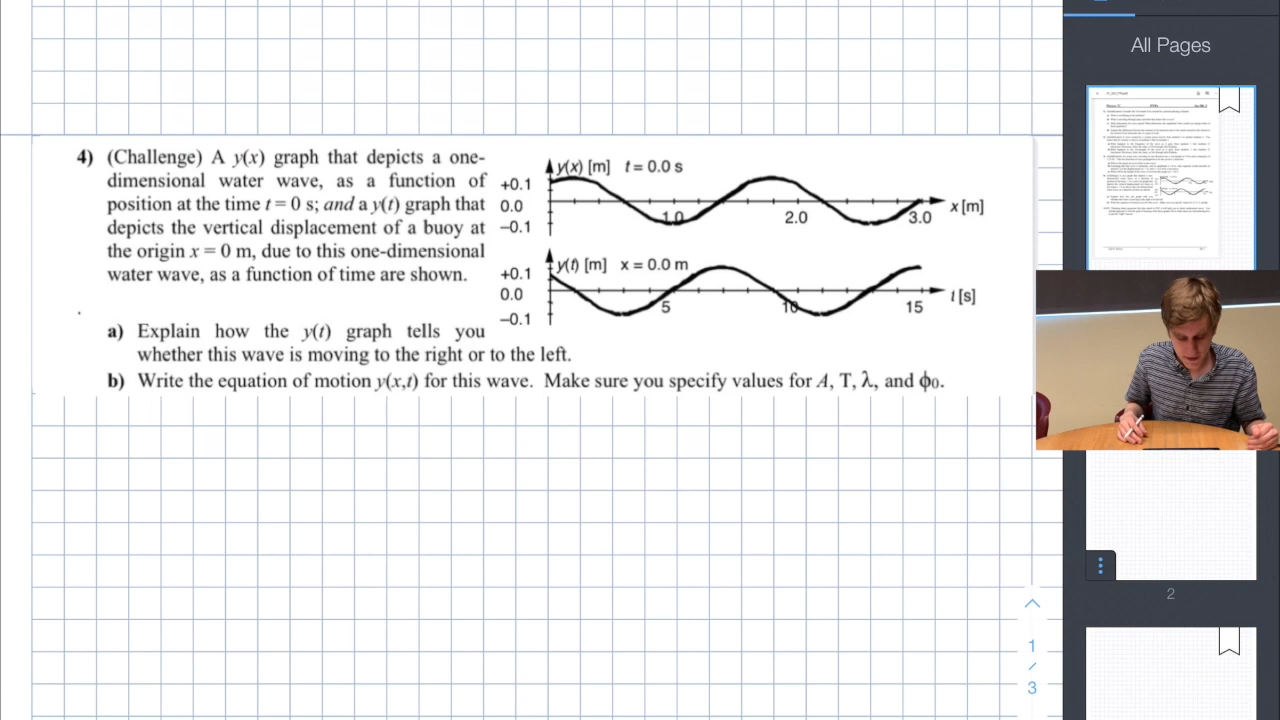 All Pages
4) (Challenge) A y(x) graph that depicts
dimensional water wave, as a
position at the time t = 0 s; and a y(t) graph
depicts the vertical displacement of a buoy at
the origin x = 0 m, due to this one-dimensional
water wave, as a function of time are shown.
a) Explain how the y(t) graph tells you
whether this wave is moving to the right or to the left.
b) Write the equation of motion y(x,t) for this wave. Make sure you specify values for A, T, λ, and ϕ0.
y(x) [m] t = 0.0 s
+0.1
0.0
−0.1
1.0 2.0 3.0 x [m]
y(t) [m] x = 0.0 m
+0.1
0.0
−0.1
5 10 15 t [s]
1
/
3
2